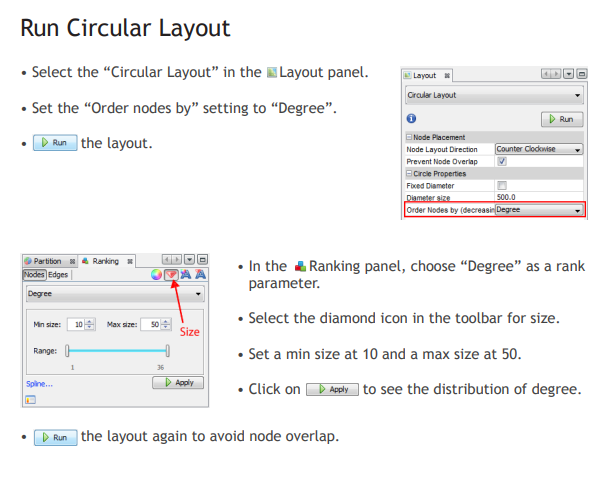 Run Circular Layout
• Select the “Circular Layout” in the Layout panel.
• Set the “Order nodes by” setting to “Degree”.
• Run the layout.
Layout
Circular Layout
Run
Node Placement
Node Layout Direction Counter Clockwise
Prevent Node Overlap
Circle Properties
Fixed Diameter
Diameter size 500.0
Order Nodes by (decreasin Degree
Partition Ranking
Nodes Edges
Degree
Min size: 10 Max size: 50
Size
Range:
1 36
Spline... Apply
• In the Ranking panel, choose “Degree” as a rank
parameter.
• Select the diamond icon in the toolbar for size.
• Set a min size at 10 and a max size at 50.
• Click on Apply to see the distribution of degree.
• Run the layout again to avoid node overlap.